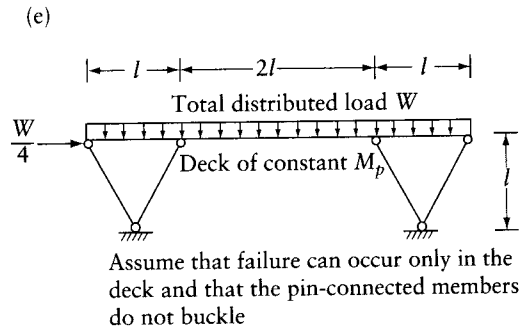 (e)
l 2l l
Total distributed load W
W/4
Deck of constant Mp
l
Assume that failure can occur only in the
deck and that the pin-connected members
do not buckle